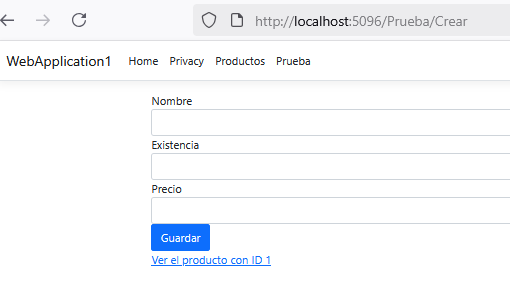 http://localhost:5096/Prueba/Crear
WebApplication1 Home Privacy Productos Prueba
Nombre
Existencia
Precio
Guardar
Ver el producto con ID 1